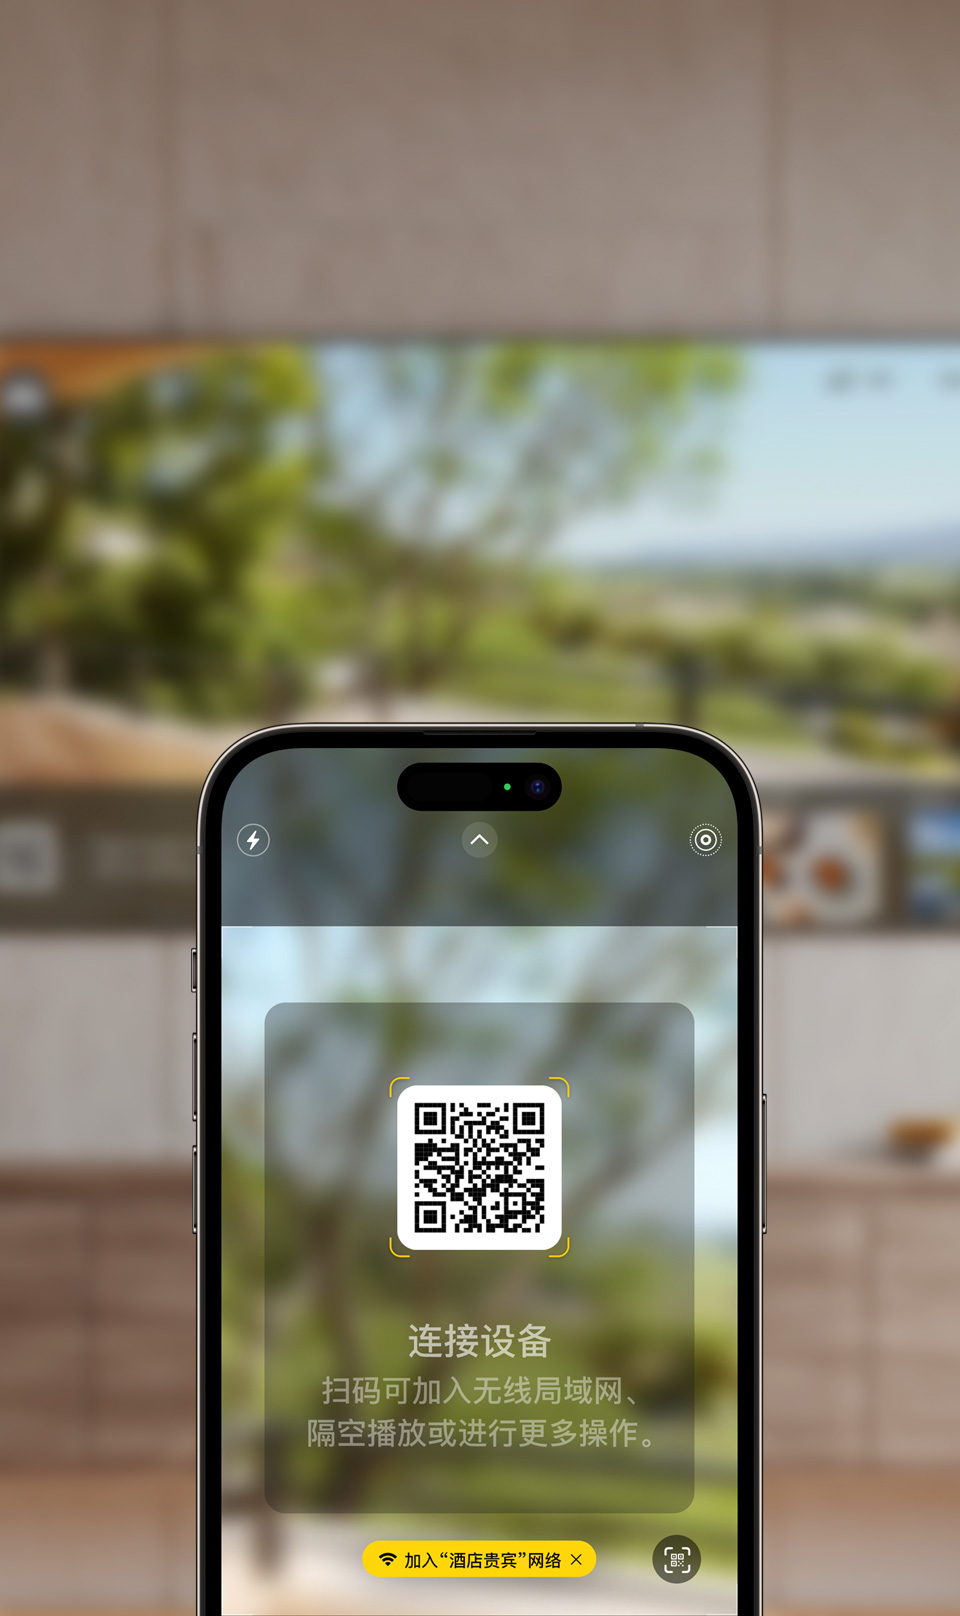 连接设备
扫码可加入无线局域网、
隔空播放或进行更多操作。
加入“酒店贵宾”网络